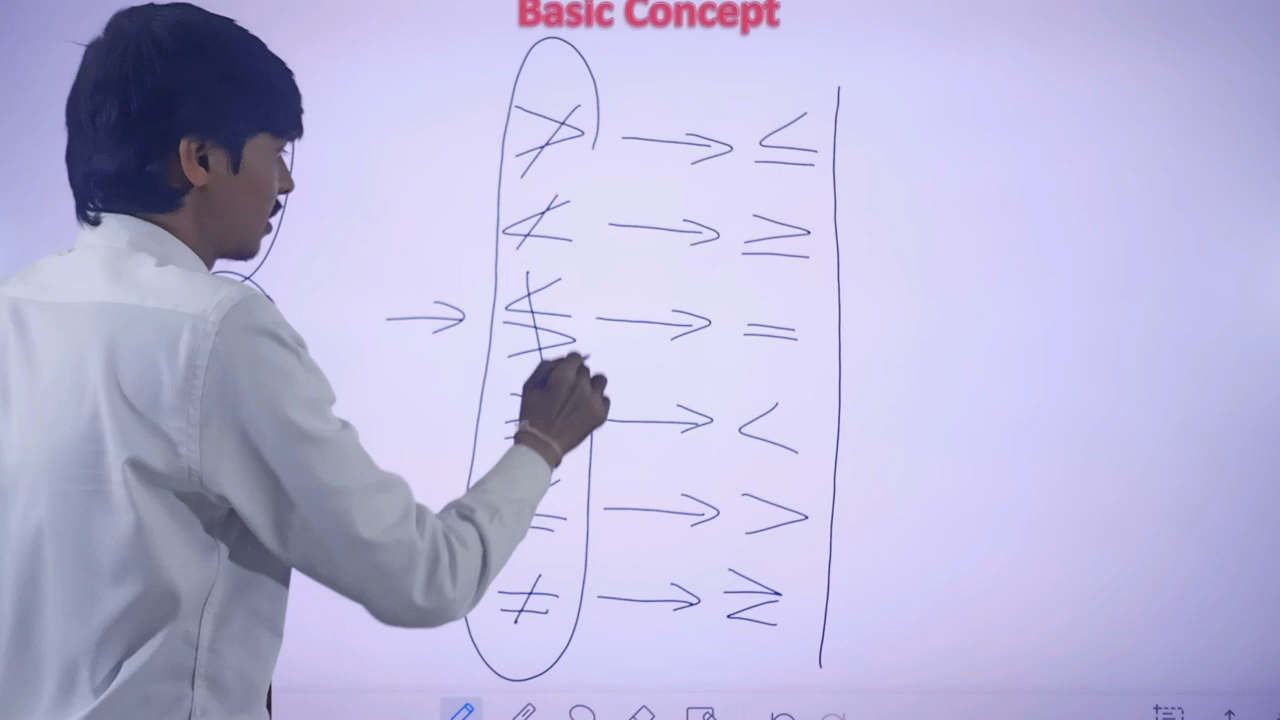 Basic Concept
≯ → ≤
≮ → ≥
→ ≸ → =
→ <
→ >
≠ → ≷